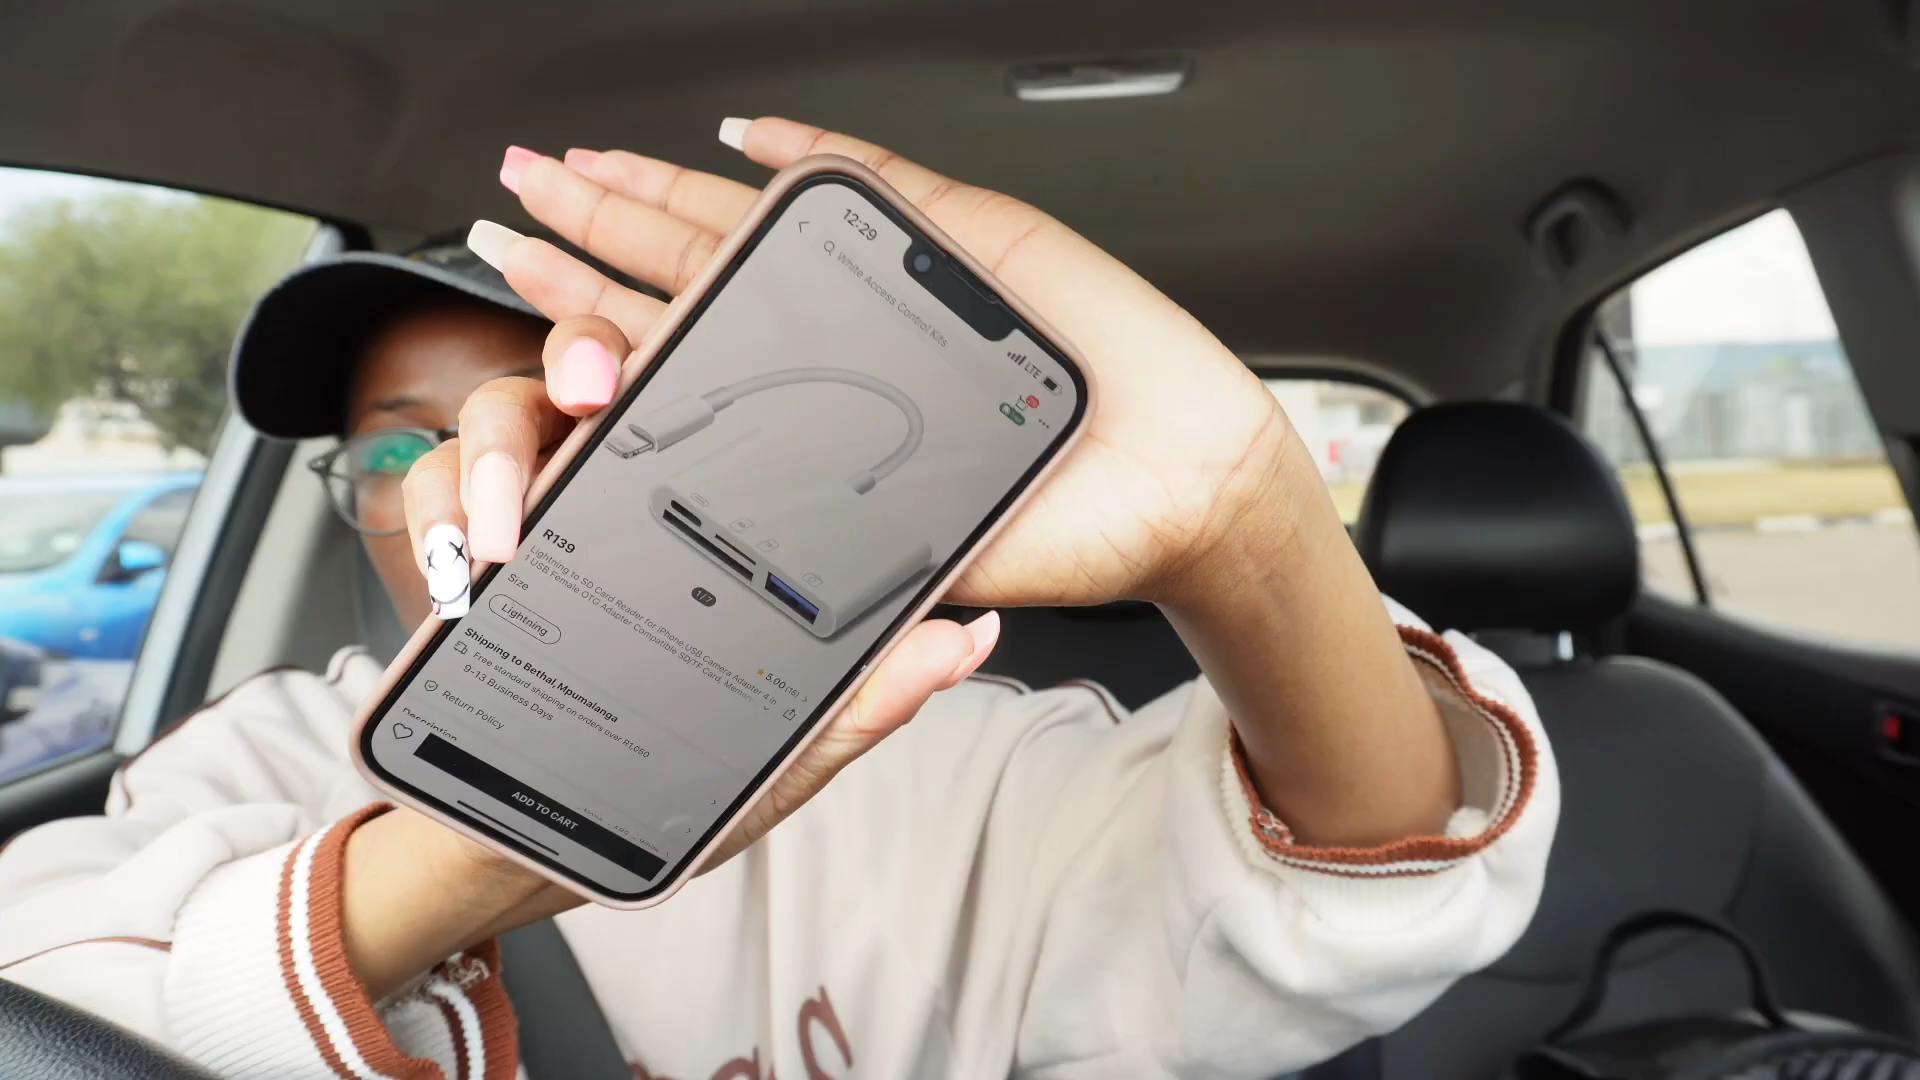 12:29
LTE
White Access Control Kits
1/7
R139
Lightning to SD Card Reader for iPhone,USB Camera Adapter 4 in
1 USB Female OTG Adapter Compatible SD/TF Card, Memory
5.00 (15)
Size
Lightning
Shipping to Bethal,Mpumalanga
Free standard shipping on orders over R1,050
9-13 Business Days
Return Policy
Description
ADD TO CART